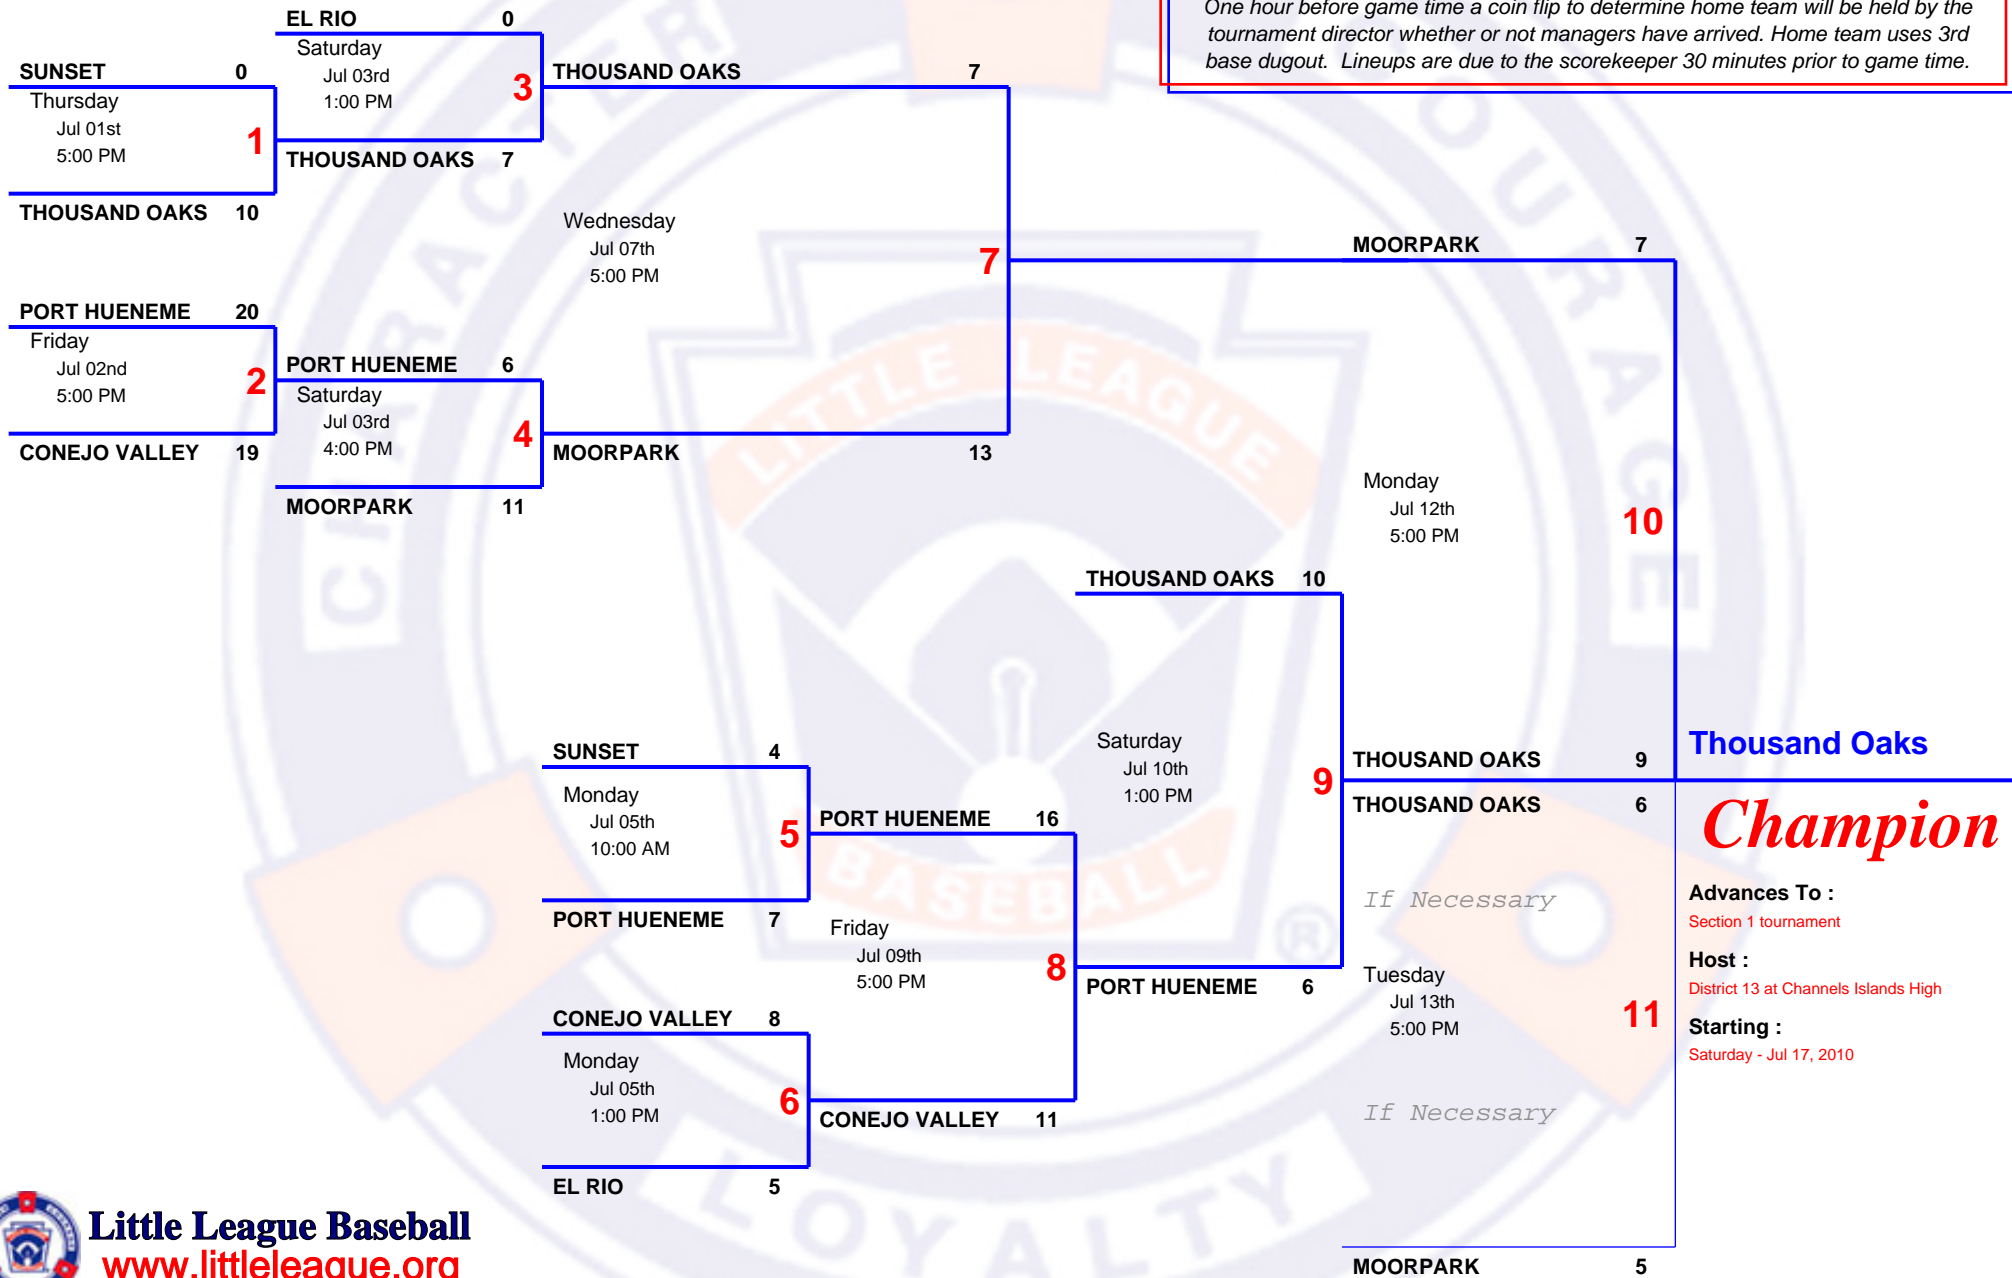 One hour before game time a coin flip to determine home team will be held by the
tournament director whether or not managers have arrived. Home team uses 3rd
base dugout. Lineups are due to the scorekeeper 30 minutes prior to game time.
EL RIO 0
Saturday
Jul 03rd
1:00 PM
3
THOUSAND OAKS 7
SUNSET 0
Thursday
Jul 01st
5:00 PM
1
THOUSAND OAKS 10
THOUSAND OAKS 7
Wednesday
Jul 07th
5:00 PM
7
MOORPARK 7
PORT HUENEME 20
Friday
Jul 02nd
5:00 PM
2
CONEJO VALLEY 19
PORT HUENEME 6
Saturday
Jul 03rd
4:00 PM
4
MOORPARK 11
MOORPARK 13
Monday
Jul 12th
5:00 PM
10
THOUSAND OAKS 10
Saturday
Jul 10th
1:00 PM
9
PORT HUENEME 6
SUNSET 4
Monday
Jul 05th
10:00 AM
5
PORT HUENEME 7
PORT HUENEME 16
Friday
Jul 09th
5:00 PM
8
CONEJO VALLEY 11
CONEJO VALLEY 8
Monday
Jul 05th
1:00 PM
6
EL RIO 5
THOUSAND OAKS 9
THOUSAND OAKS 6
If Necessary
Tuesday
Jul 13th
5:00 PM
11
If Necessary
MOORPARK 5
Thousand Oaks
Champion
Advances To :
Section 1 tournament
Host :
District 13 at Channels Islands High
Starting :
Saturday - Jul 17, 2010
CHARACTER
COURAGE
LOYALTY
LITTLE LEAGUE
BASEBALL
®
Little League Baseball
www.littleleague.org